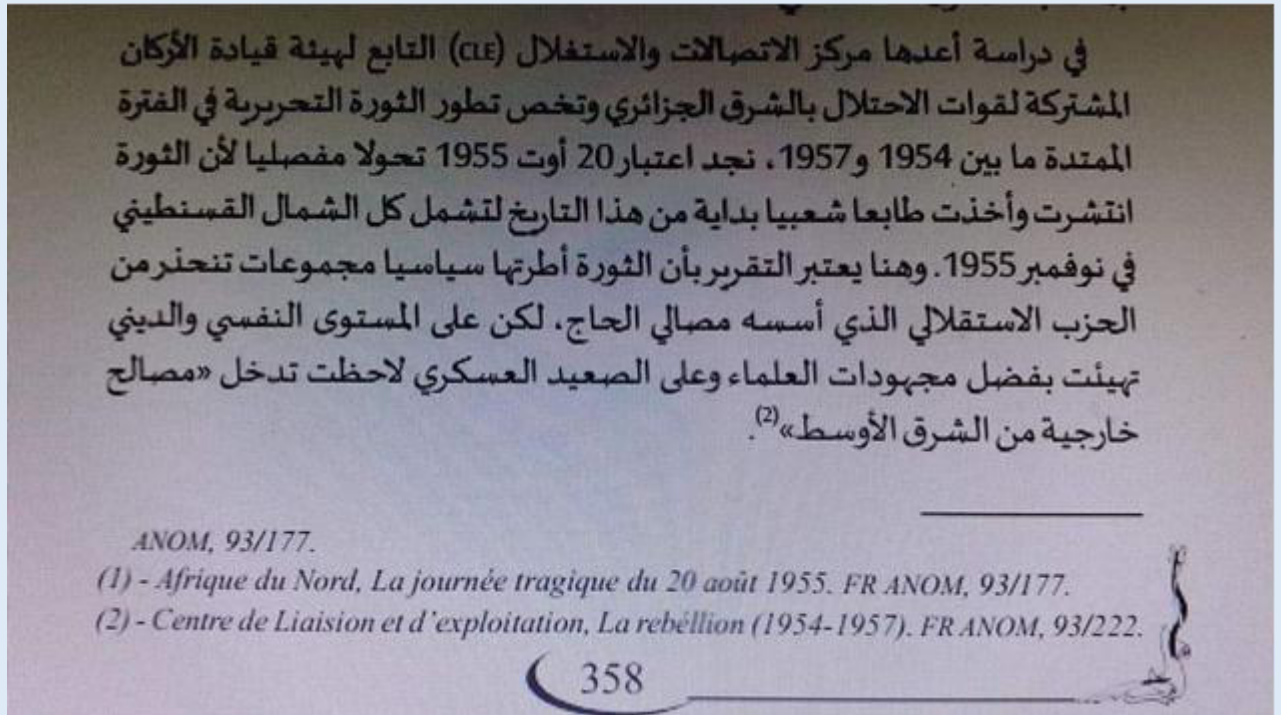 في دراسة أعدها مركز الاتصالات والاستغلال (CLE) التابع لهيئة قيادة الأركان
المشتركة لقوات الاحتلال بالشرق الجزائري وتخص تطور الثورة التحريرية في الفترة
الممتدة ما بين 1954 و1957، نجد اعتبار 20 أوت 1955 تحولا مفصليا لأن الثورة
انتشرت وأخذت طابعا شعبيا بداية من هذا التاريخ لتشمل كل الشمال القسنطيني
في نوفمبر 1955. وهنا يعتبر التقرير بأن الثورة أطرتها سياسيا مجموعات تنحذر من
الحزب الاستقلالي الذي أسسه مصالي الحاج، لكن على المستوى النفسي والديني
تهيئت بفضل مجهودات العلماء وعلى الصعيد العسكري لاحظت تدخل «مصالح
خارجية من الشرق الأوسط»(2).
ANOM, 93/177.
(1) - Afrique du Nord, La journée tragique du 20 août 1955. FR ANOM, 93/177.
(2) - Centre de Liaision et d'exploitation, La rebéllion (1954-1957). FR ANOM, 93/222.
358